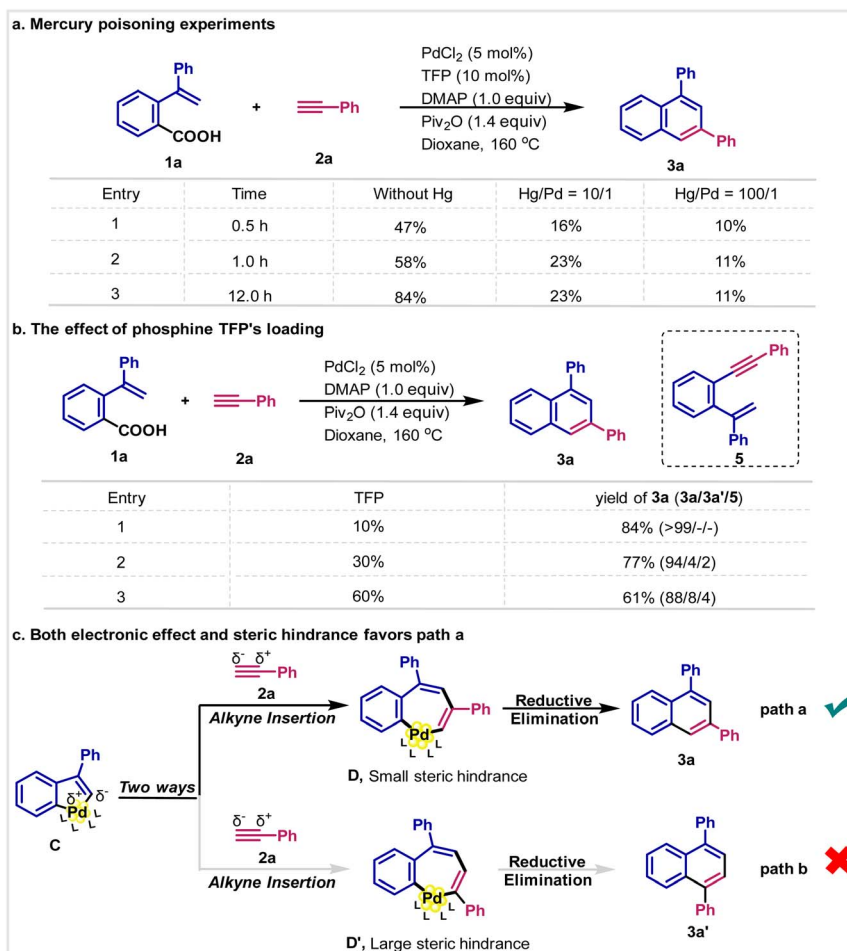 a. Mercury poisoning experiments
Ph
COOH
1a
+
Ph
2a
PdCl2 (5 mol%)
TFP (10 mol%)
DMAP (1.0 equiv)
Piv2O (1.4 equiv)
Dioxane, 160 °C
Ph
Ph
3a
Entry Time Without Hg Hg/Pd = 10/1 Hg/Pd = 100/1
1 0.5 h 47% 16% 10%
2 1.0 h 58% 23% 11%
3 12.0 h 84% 23% 11%
b. The effect of phosphine TFP's loading
Ph
COOH
1a
+
Ph
2a
PdCl2 (5 mol%)
DMAP (1.0 equiv)
Piv2O (1.4 equiv)
Dioxane, 160 °C
Ph
Ph
3a
Ph
Ph
5
Entry TFP yield of 3a (3a/3a'/5)
1 10% 84% (>99/-/-)
2 30% 77% (94/4/2)
3 60% 61% (88/8/4)
c. Both electronic effect and steric hindrance favors path a
Ph
δ+ δ-
Pd
L L L L
C
Two ways
δ- δ+
Ph
2a
Alkyne Insertion
Ph
Ph
Pd
L L L L
D, Small steric hindrance
Reductive
Elimination
Ph
Ph
3a
path a
δ- δ+
Ph
2a
Alkyne Insertion
Ph
Pd
L L L L
Ph
D', Large steric hindrance
Reductive
Elimination
Ph
Ph
3a'
path b